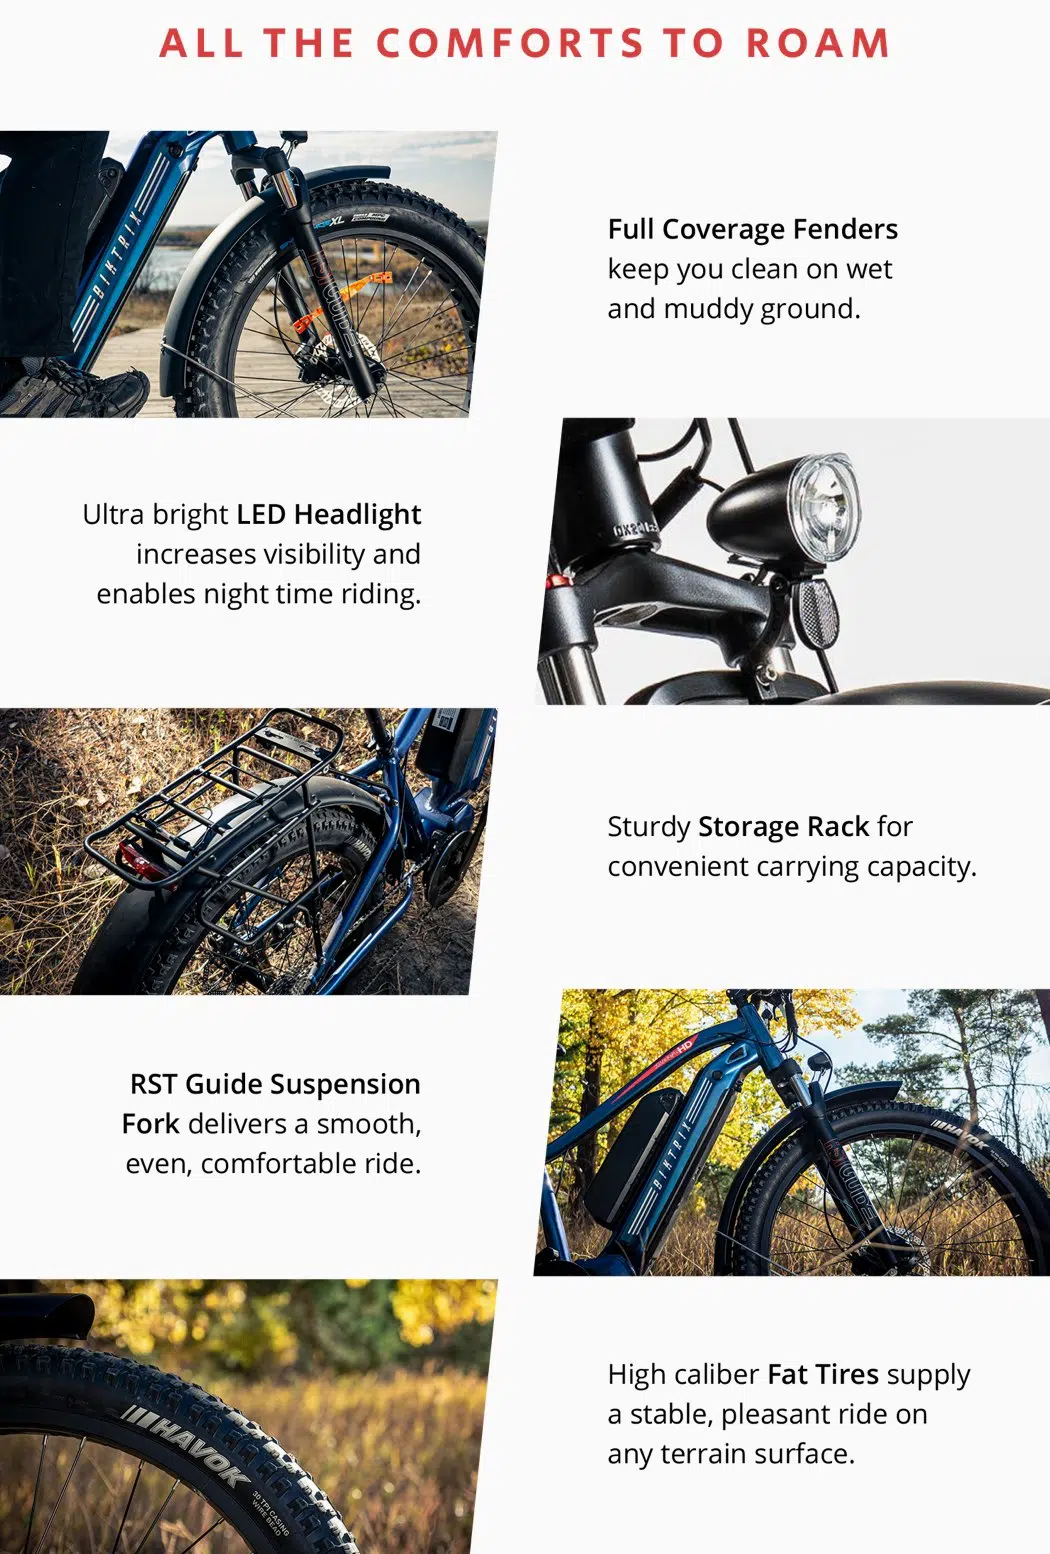 ALL THE COMFORTS TO ROAM
BIKTRIX
XL
GUIDE
Full Coverage Fenders
keep you clean on wet
and muddy ground.
Ultra bright LED Headlight
increases visibility and
enables night time riding.
Sturdy Storage Rack for
convenient carrying capacity.
RST Guide Suspension
Fork delivers a smooth,
even, comfortable ride.
HD
BIKTRIX
HAVOK
GUIDE
HAVOK
30 TPI CASING
WIRE BEAD
High caliber Fat Tires supply
a stable, pleasant ride on
any terrain surface.